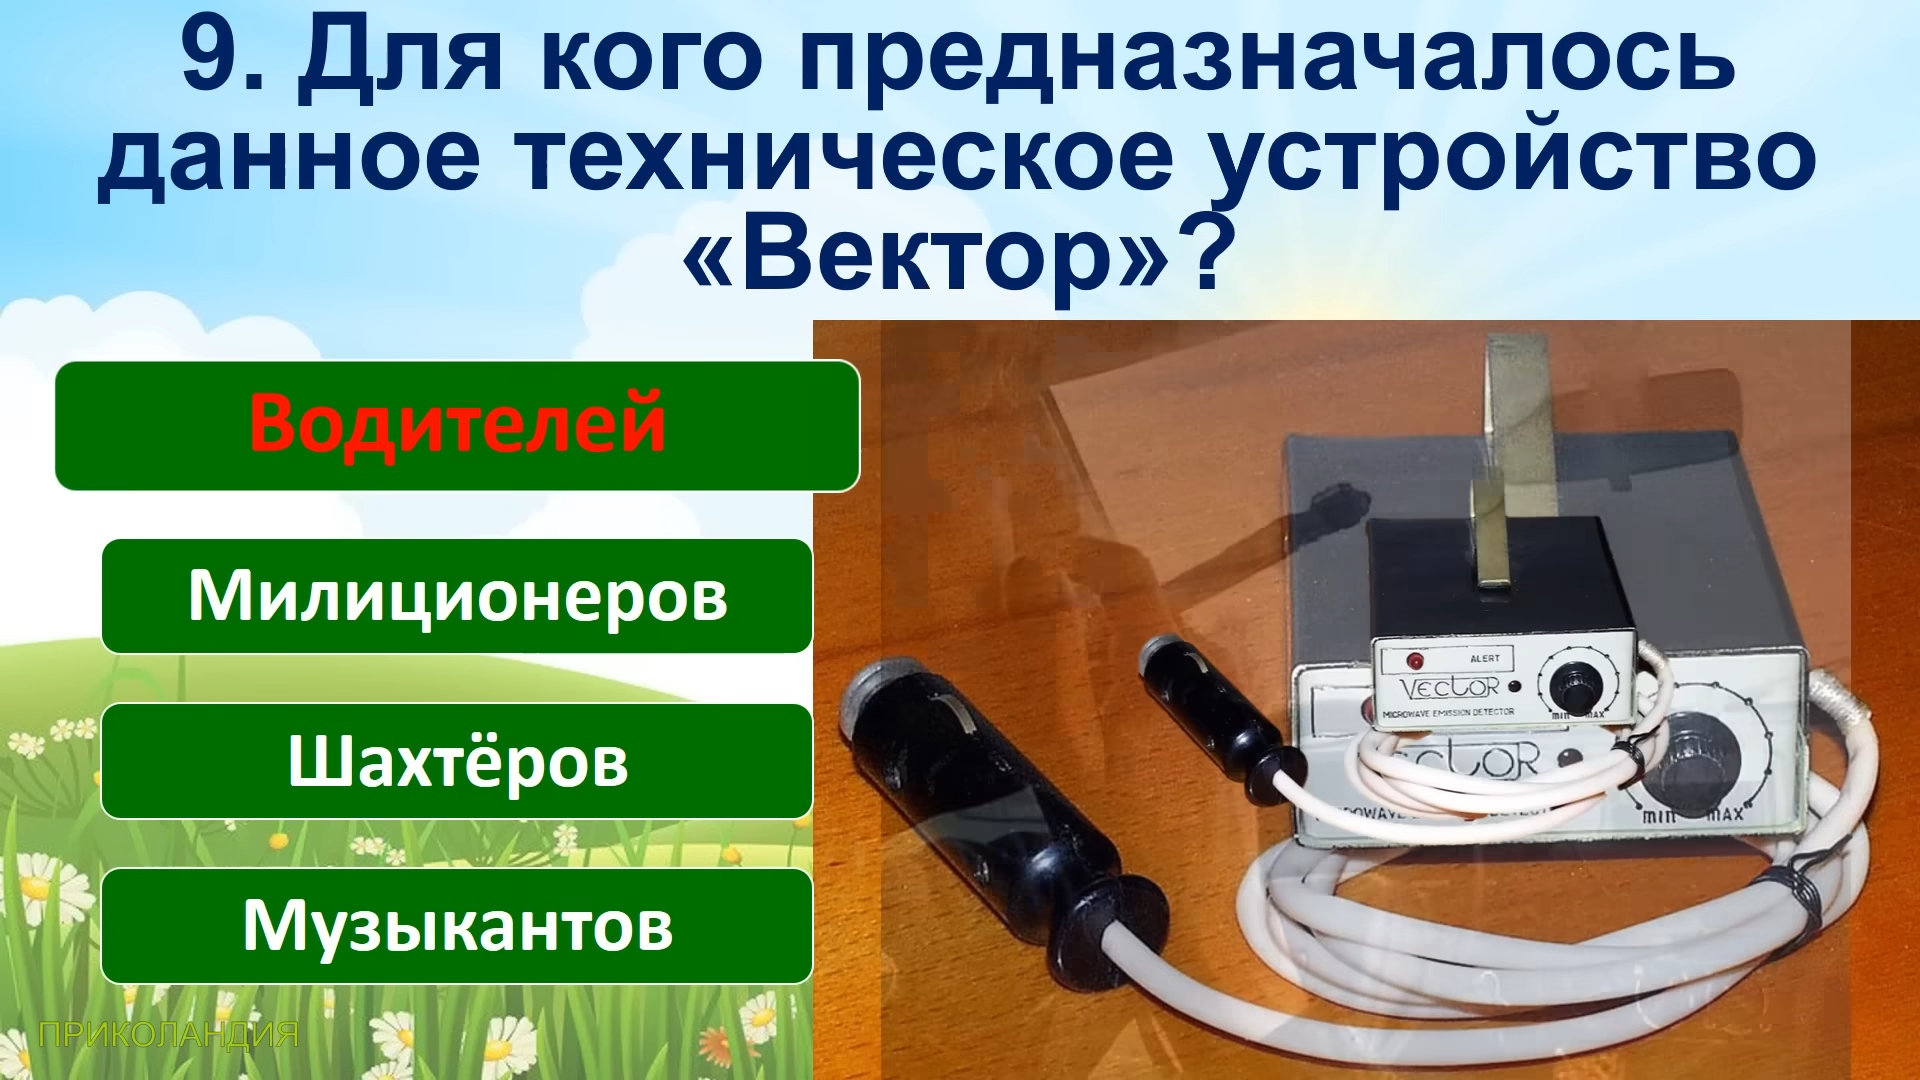 9. Для кого предназначалось
данное техническое устройство
«Вектор»?
Водителей
Милиционеров
Шахтёров
Музыкантов
ALERT
VECTOR
MICROWAVE EMISSION DETECTOR
min MAX
min MAX
ПРИКОЛАНДИЯ